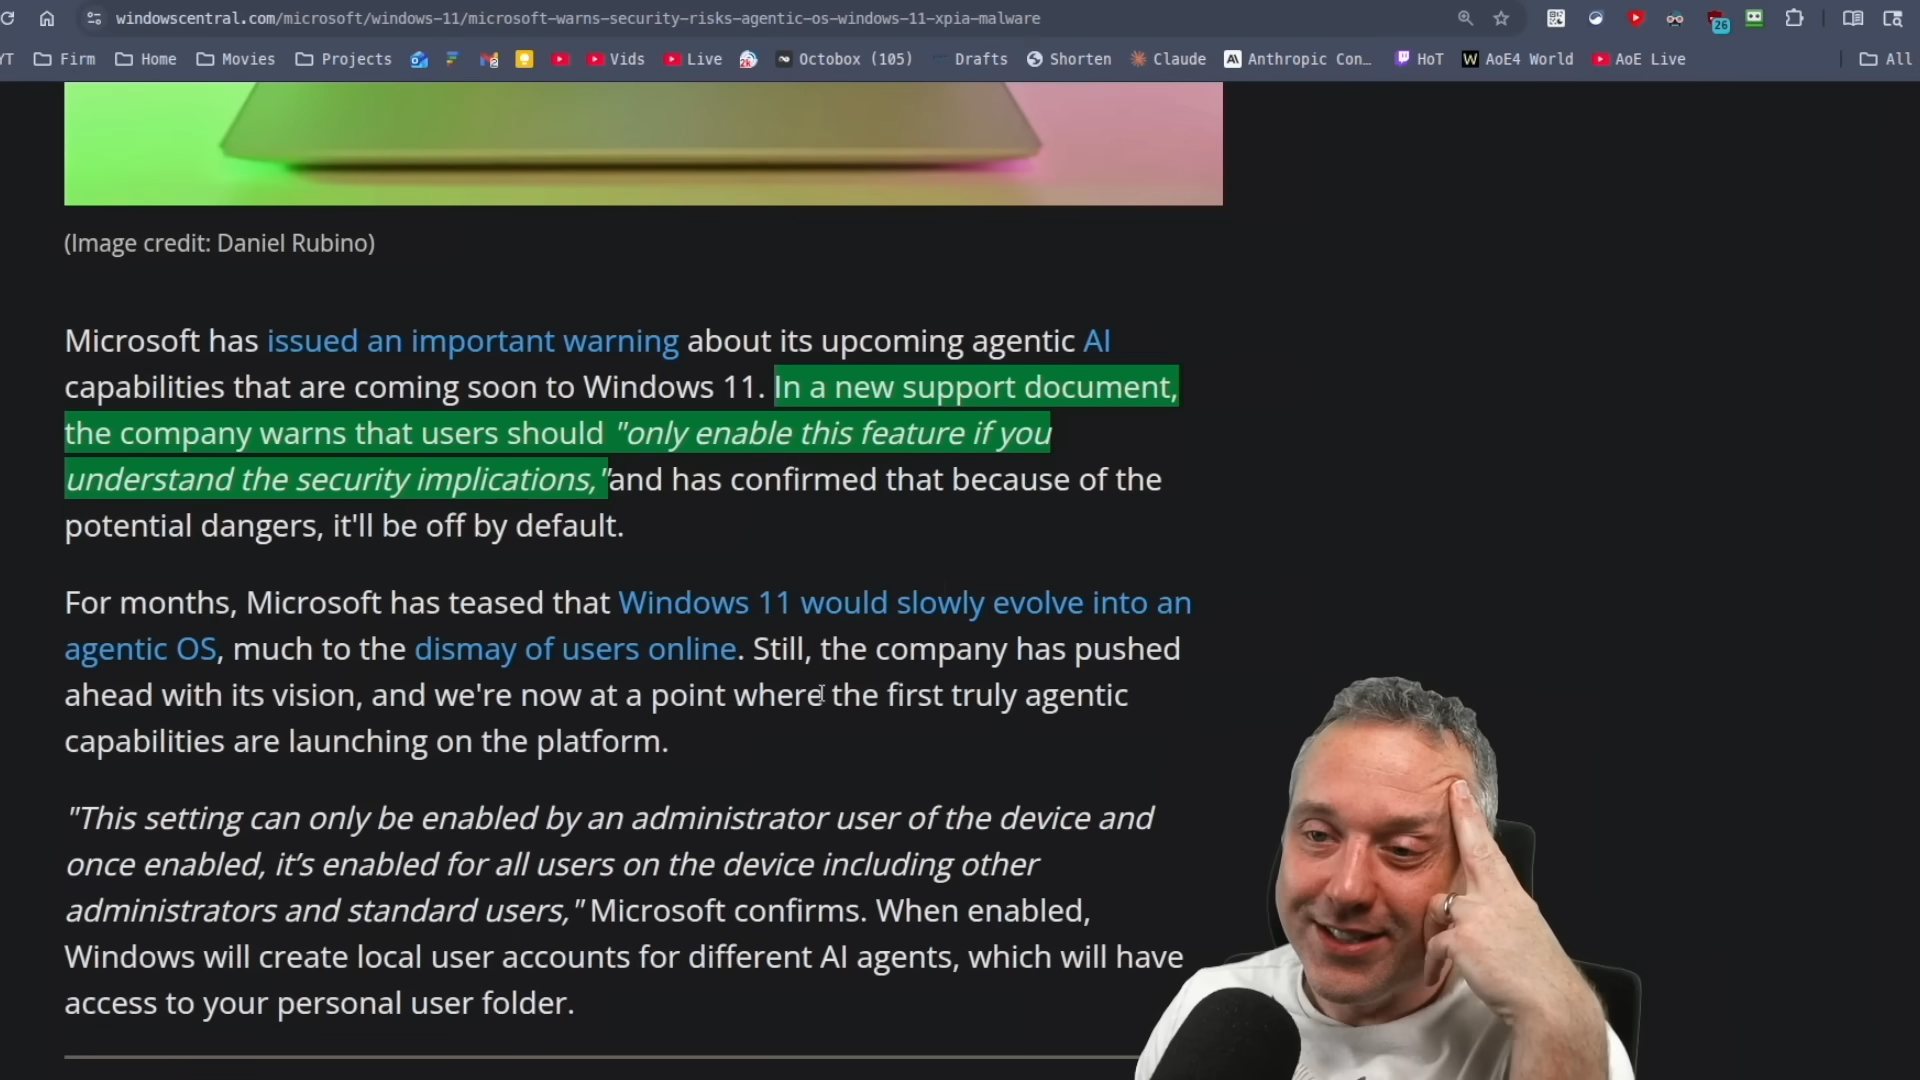 windowscentral.com/microsoft/windows-11/microsoft-warns-security-risks-agentic-os-windows-11-xpia-malware
26
YT Firm Home Movies Projects Vids Live Octobox (105) Drafts Shorten Claude Anthropic Con… HoT AoE4 World AoE Live All
(Image credit: Daniel Rubino)
Microsoft has issued an important warning about its upcoming agentic AI
capabilities that are coming soon to Windows 11. In a new support document,
the company warns that users should "only enable this feature if you
understand the security implications," and has confirmed that because of the
potential dangers, it'll be off by default.
For months, Microsoft has teased that Windows 11 would slowly evolve into an
agentic OS, much to the dismay of users online. Still, the company has pushed
ahead with its vision, and we're now at a point where the first truly agentic
capabilities are launching on the platform.
"This setting can only be enabled by an administrator user of the device and
once enabled, it's enabled for all users on the device including other
administrators and standard users," Microsoft confirms. When enabled,
Windows will create local user accounts for different AI agents, which will have
access to your personal user folder.